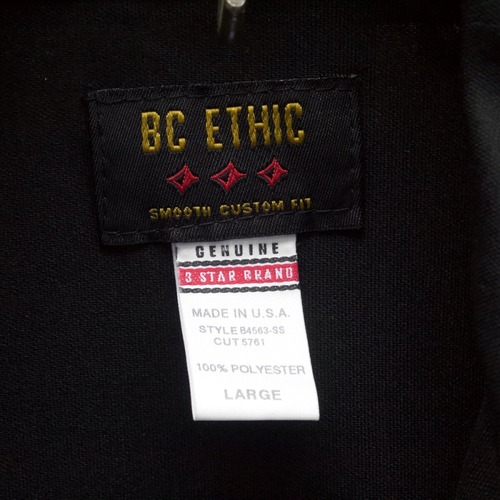 BC ETHIC
SMOOTH CUSTOM FIT
GENUINE
3 STAR BRAND
MADE IN U.S.A.
STYLE B4563-SS
CUT 5761
100% POLYESTER
LARGE